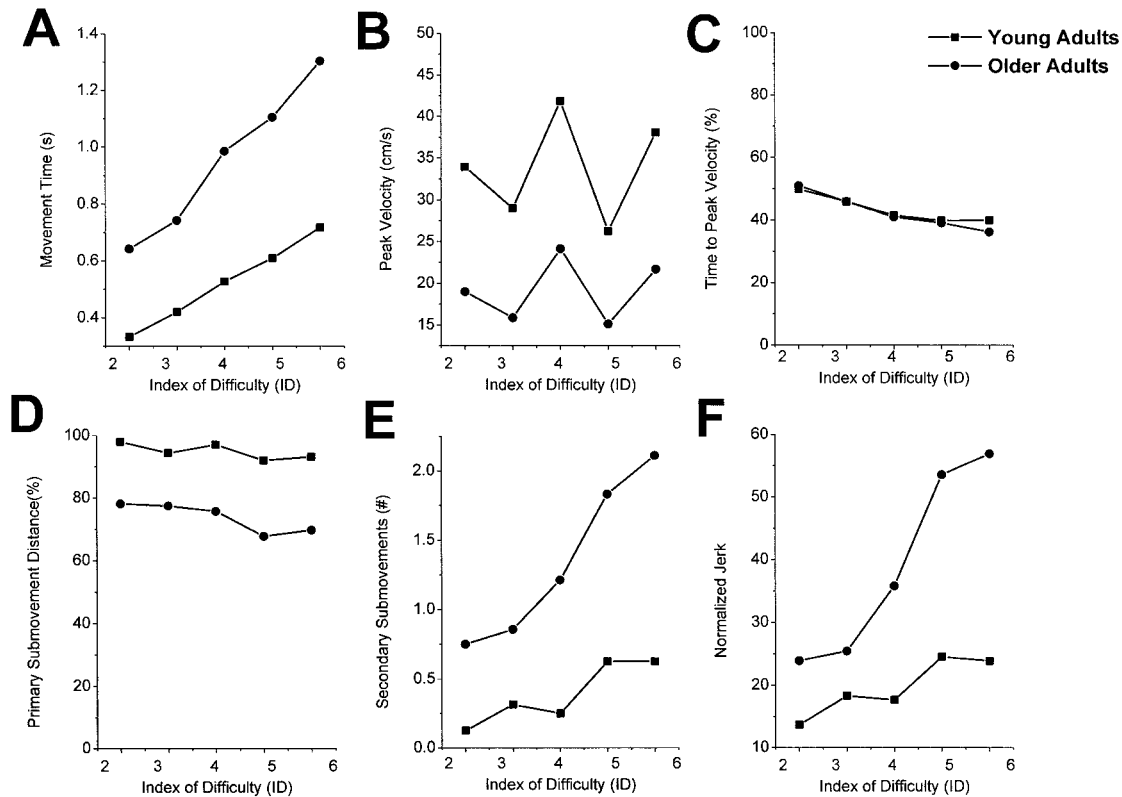 A
Movement Time (s)
1.4
1.2
1.0
0.8
0.6
0.4
2 3 4 5 6
Index of Difficulty (ID)
B
Peak Velocity (cm/s)
50
45
40
35
30
25
20
15
2 3 4 5 6
Index of Difficulty (ID)
C
Young Adults
Older Adults
Time to Peak Velocity (%)
100
80
60
40
20
0
2 3 4 5 6
Index of Difficulty (ID)
D
Primary Submovement Distance(%)
100
80
60
40
20
0
2 3 4 5 6
Index of Difficulty (ID)
E
Secondary Submovements (#)
2.0
1.5
1.0
0.5
0.0
2 3 4 5 6
Index of Difficulty (ID)
F
Normalized Jerk
60
50
40
30
20
10
2 3 4 5 6
Index of Difficulty (ID)